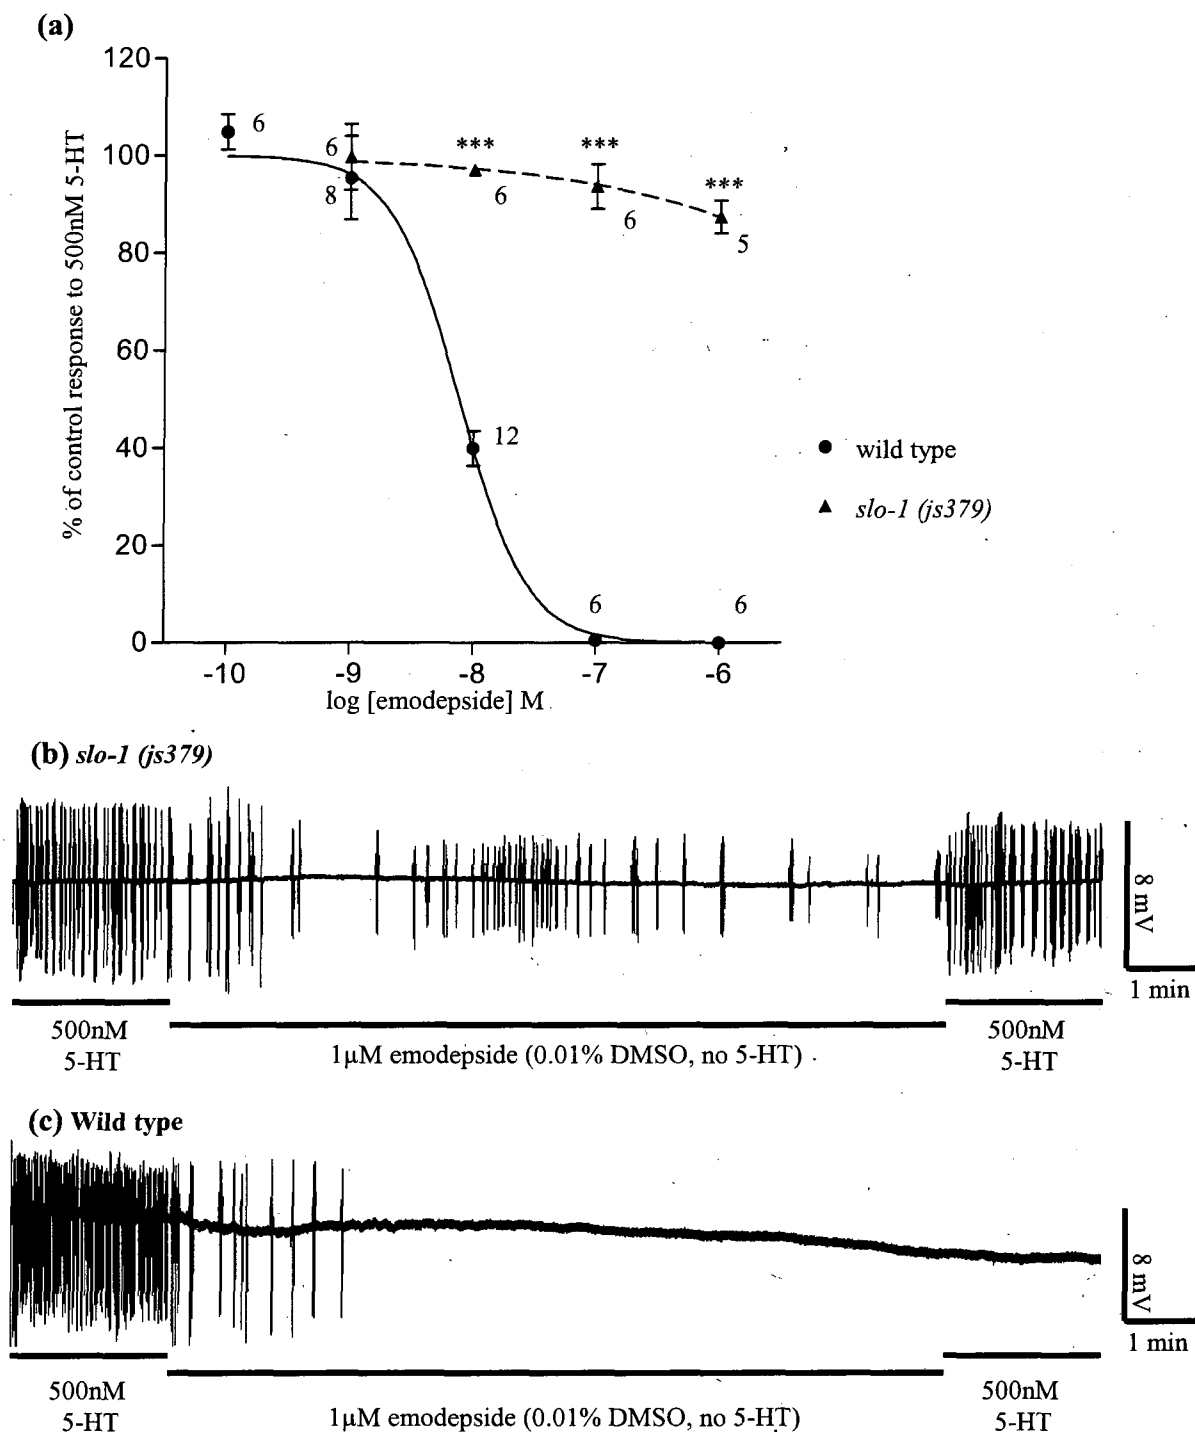 (a)
120
100
80
60
40
20
0
% of control response to 500nM 5-HT
6
6
8
***
6
***
6
***
5
12
6
6
-10
-9
-8
-7
-6
log [emodepside] M
wild type
slo-1 (js379)
(b) slo-1 (js379)
8 mV
1 min
500nM
5-HT
1μM emodepside (0.01% DMSO, no 5-HT)
500nM
5-HT
(c) Wild type
8 mV
1 min
500nM
5-HT
1μM emodepside (0.01% DMSO, no 5-HT)
500nM
5-HT